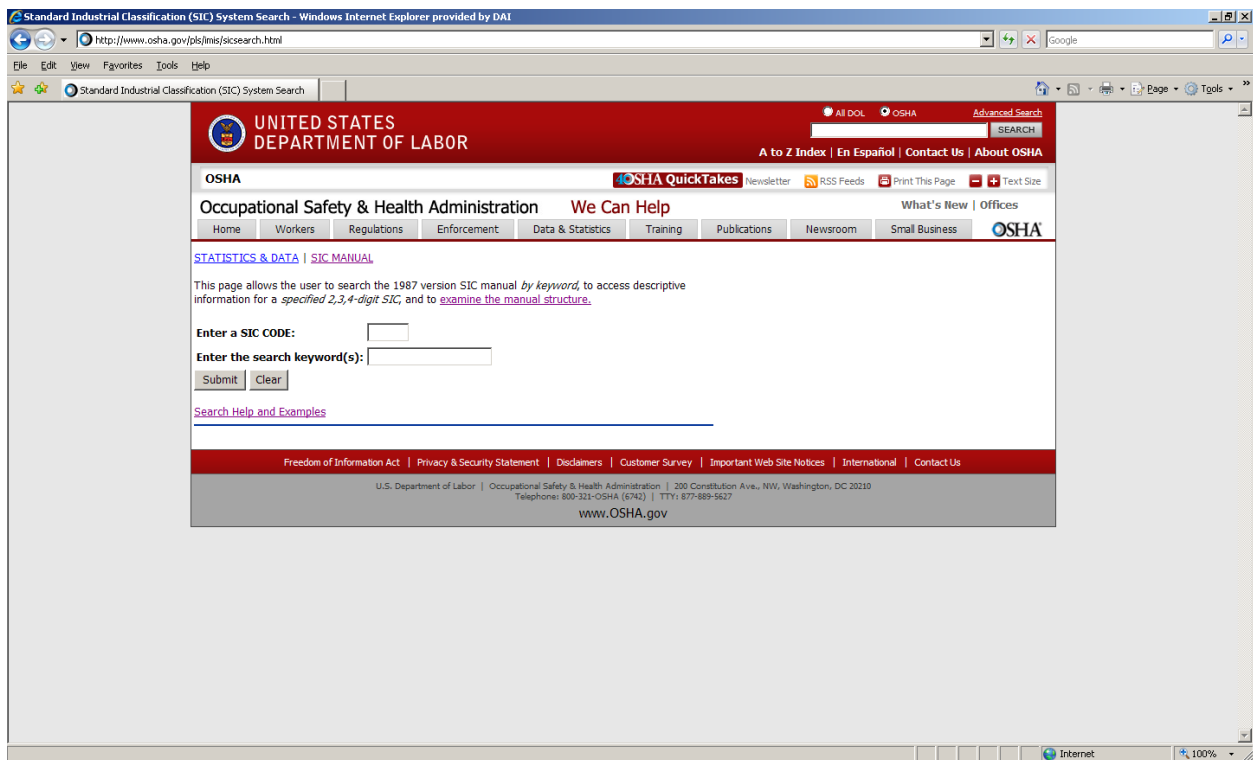 Standard Industrial Classification (SIC) System Search - Windows Internet Explorer provided by DAI
http://www.osha.gov/pls/imis/sicsearch.html
Google
File Edit View Favorites Tools Help
Standard Industrial Classification (SIC) System Search
Page Tools »
UNITED STATES
DEPARTMENT OF LABOR
All DOL OSHA Advanced Search
SEARCH
A to Z Index | En Español | Contact Us | About OSHA
OSHA
OSHA QuickTakes Newsletter RSS Feeds Print This Page Text Size
Occupational Safety & Health Administration We Can Help
What's New | Offices
Home Workers Regulations Enforcement Data & Statistics Training Publications Newsroom Small Business OSHA
STATISTICS & DATA | SIC MANUAL
This page allows the user to search the 1987 version SIC manual by keyword, to access descriptive
information for a specified 2,3,4-digit SIC, and to examine the manual structure.
Enter a SIC CODE:
Enter the search keyword(s):
Submit Clear
Search Help and Examples
Freedom of Information Act | Privacy & Security Statement | Disclaimers | Customer Survey | Important Web Site Notices | International | Contact Us
U.S. Department of Labor | Occupational Safety & Health Administration | 200 Constitution Ave., NW, Washington, DC 20210
Telephone: 800-321-OSHA (6742) | TTY: 877-889-5627
www.OSHA.gov
Internet 100%